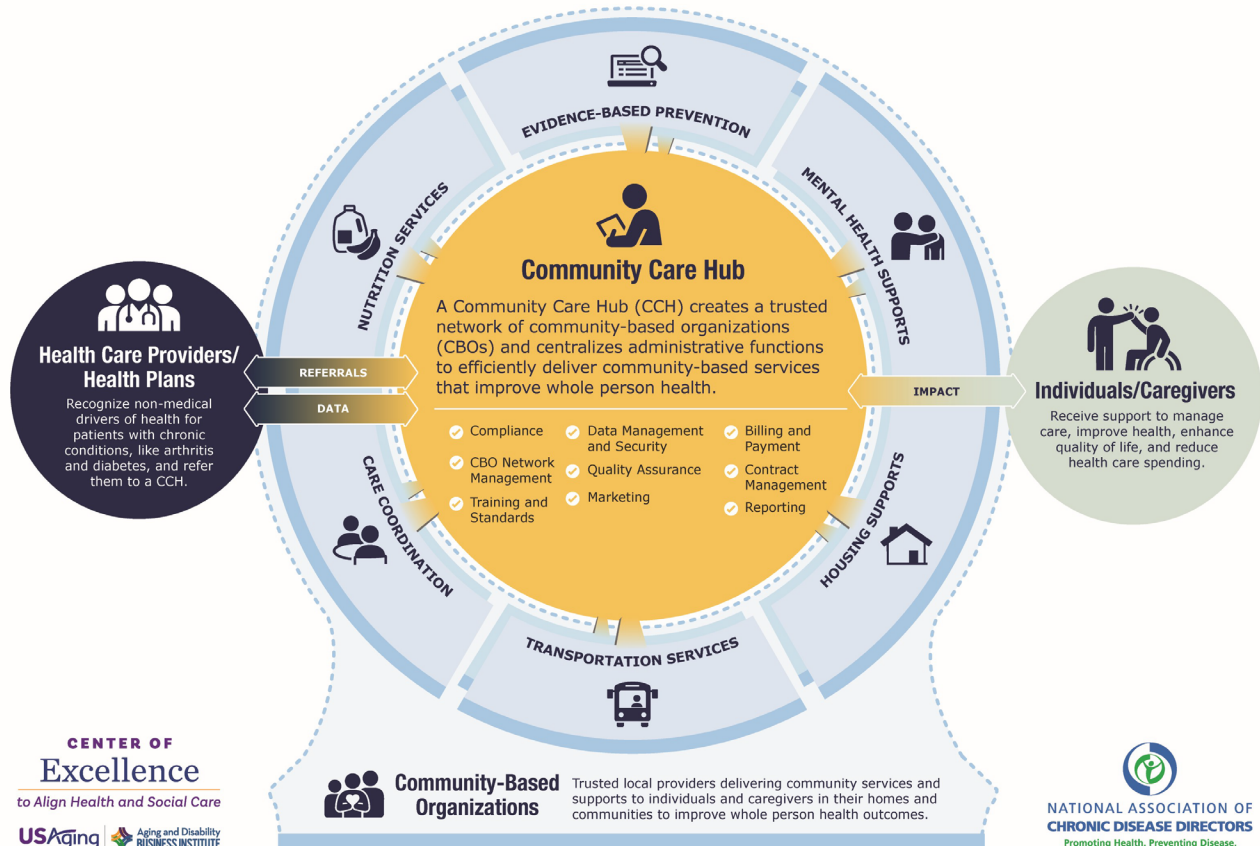 EVIDENCE-BASED PREVENTION
MENTAL HEALTH SUPPORTS
NUTRITION SERVICES
Community Care Hub
A Community Care Hub (CCH) creates a trusted
network of community-based organizations
(CBOs) and centralizes administrative functions
to efficiently deliver community-based services
that improve whole person health.
Compliance
CBO Network
Management
Training and
Standards
Data Management
and Security
Quality Assurance
Marketing
Billing and
Payment
Contract
Management
Reporting
Health Care Providers/
Health Plans
Recognize non-medical
drivers of health for
patients with chronic
conditions, like arthritis
and diabetes, and refer
them to a CCH.
REFERRALS
DATA
IMPACT
Individuals/Caregivers
Receive support to manage
care, improve health, enhance
quality of life, and reduce
health care spending.
CARE COORDINATION
HOUSING SUPPORTS
TRANSPORTATION SERVICES
Community-Based
Organizations
Trusted local providers delivering community services and
supports to individuals and caregivers in their homes and
communities to improve whole person health outcomes.
CENTER OF
Excellence
to Align Health and Social Care
USAging
Aging and Disability
BUSINESS INSTITUTE
NATIONAL ASSOCIATION OF
CHRONIC DISEASE DIRECTORS
Promoting Health. Preventing Disease.